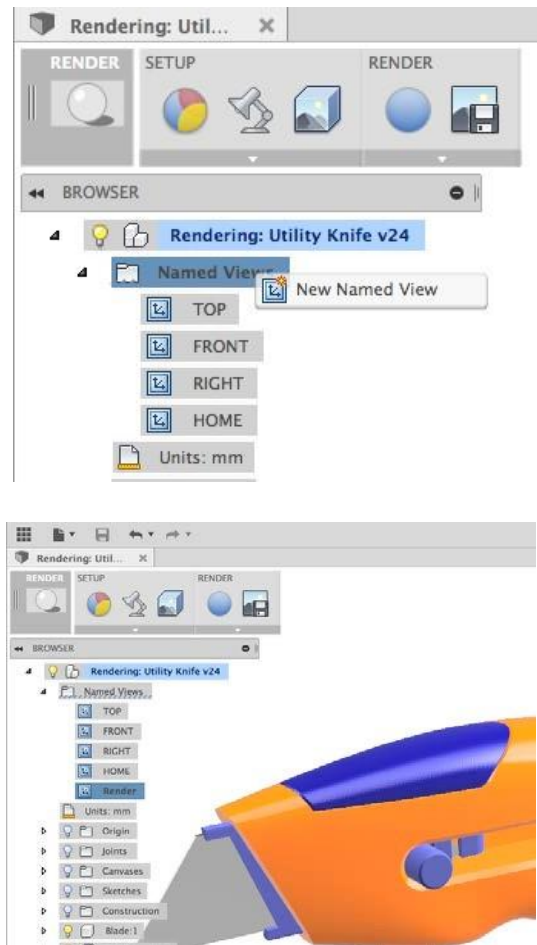 Rendering: Util...
RENDER SETUP RENDER
BROWSER
Rendering: Utility Knife v24
Named Views
New Named View
TOP
FRONT
RIGHT
HOME
Units: mm
Rendering: Util...
RENDER SETUP RENDER
BROWSER
Rendering: Utility Knife v24
Named Views
TOP
FRONT
RIGHT
HOME
Render
Units: mm
Origin
Joints
Canvases
Sketches
Construction
Blade:1